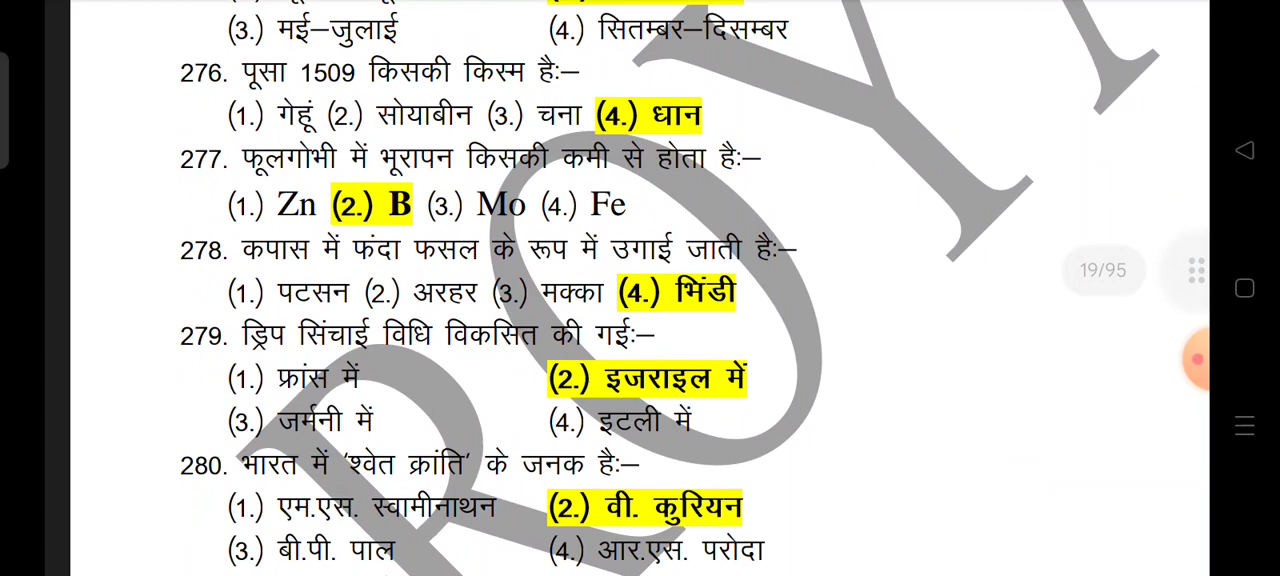 (3.) मई–जुलाई (4.) सितम्बर–दिसम्बर
276. पूसा 1509 किसकी किस्म है:–
(1.) गेहूं (2.) सोयाबीन (3.) चना (4.) धान
277. फूलगोभी में भूरापन किसकी कमी से होता है:–
(1.) Zn (2.) B (3.) Mo (4.) Fe
278. कपास में फंदा फसल के रूप में उगाई जाती है:–
(1.) पटसन (2.) अरहर (3.) मक्का (4.) भिंडी
19/95
279. ड्रिप सिंचाई विधि विकसित की गई:–
(1.) फ्रांस में (2.) इजराइल में
(3.) जर्मनी में (4.) इटली में
280. भारत में 'श्वेत क्रांति' के जनक है:–
(1.) एम.एस. स्वामीनाथन (2.) वी. कुरियन
(3.) बी.पी. पाल (4.) आर.एस. परोदा